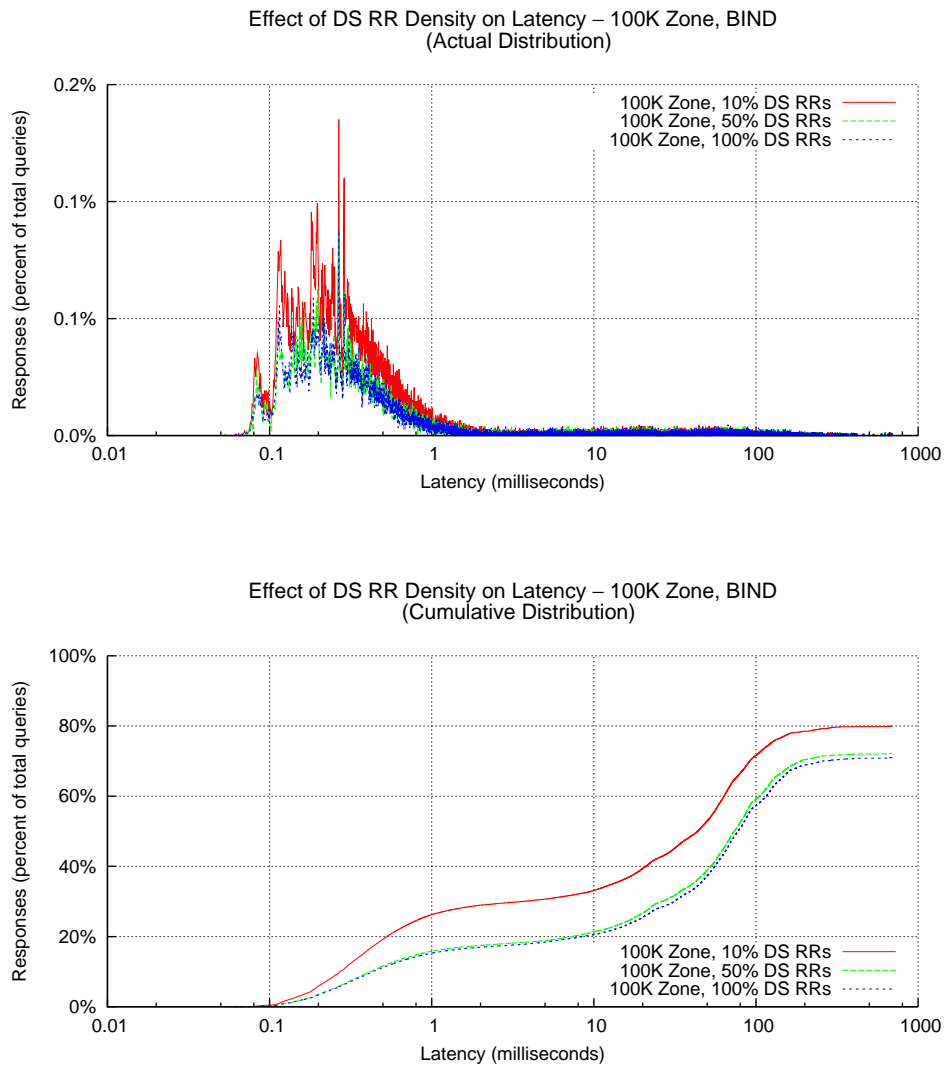 Effect of DS RR Density on Latency – 100K Zone, BIND
(Actual Distribution)
Responses (percent of total queries)
0.2%
0.1%
0.1%
0.0%
100K Zone, 10% DS RRs
100K Zone, 50% DS RRs
100K Zone, 100% DS RRs
0.01
0.1
1
10
100
1000
Latency (milliseconds)
Effect of DS RR Density on Latency – 100K Zone, BIND
(Cumulative Distribution)
Responses (percent of total queries)
100%
80%
60%
40%
20%
0%
100K Zone, 10% DS RRs
100K Zone, 50% DS RRs
100K Zone, 100% DS RRs
0.01
0.1
1
10
100
1000
Latency (milliseconds)